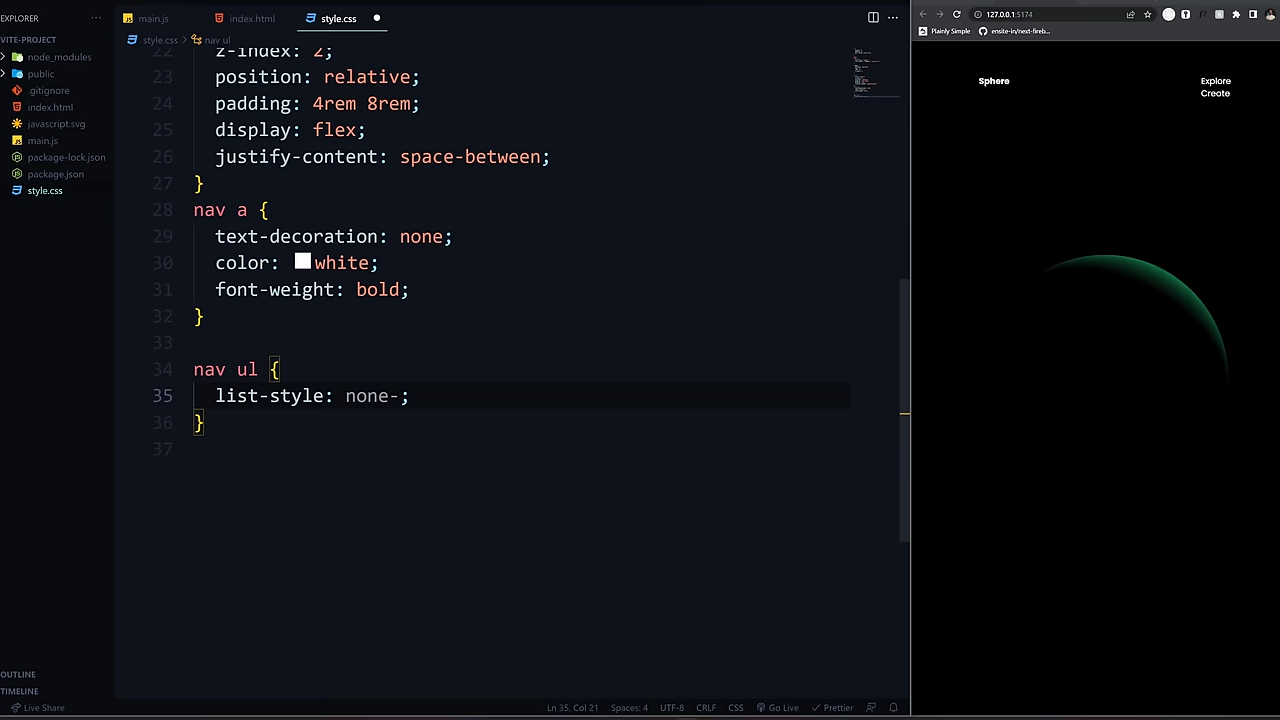 EXPLORER ···
VITE-PROJECT
node_modules
public
.gitignore
index.html
javascript.svg
main.js
package-lock.json
package.json
style.css
OUTLINE
TIMELINE
Live Share
main.js index.html style.css
style.css > nav ul
22 z-index: 2;
23 position: relative;
24 padding: 4rem 8rem;
25 display: flex;
26 justify-content: space-between;
27 }
28 nav a {
29 text-decoration: none;
30 color: white;
31 font-weight: bold;
32 }
33
34 nav ul {
35 list-style: none-;
36 }
37
Ln 35, Col 21 Spaces: 4 UTF-8 CRLF CSS Go Live Prettier
127.0.0.1:5174
Plainly Simple ensite-in/next-fireb...
Sphere Explore
Create